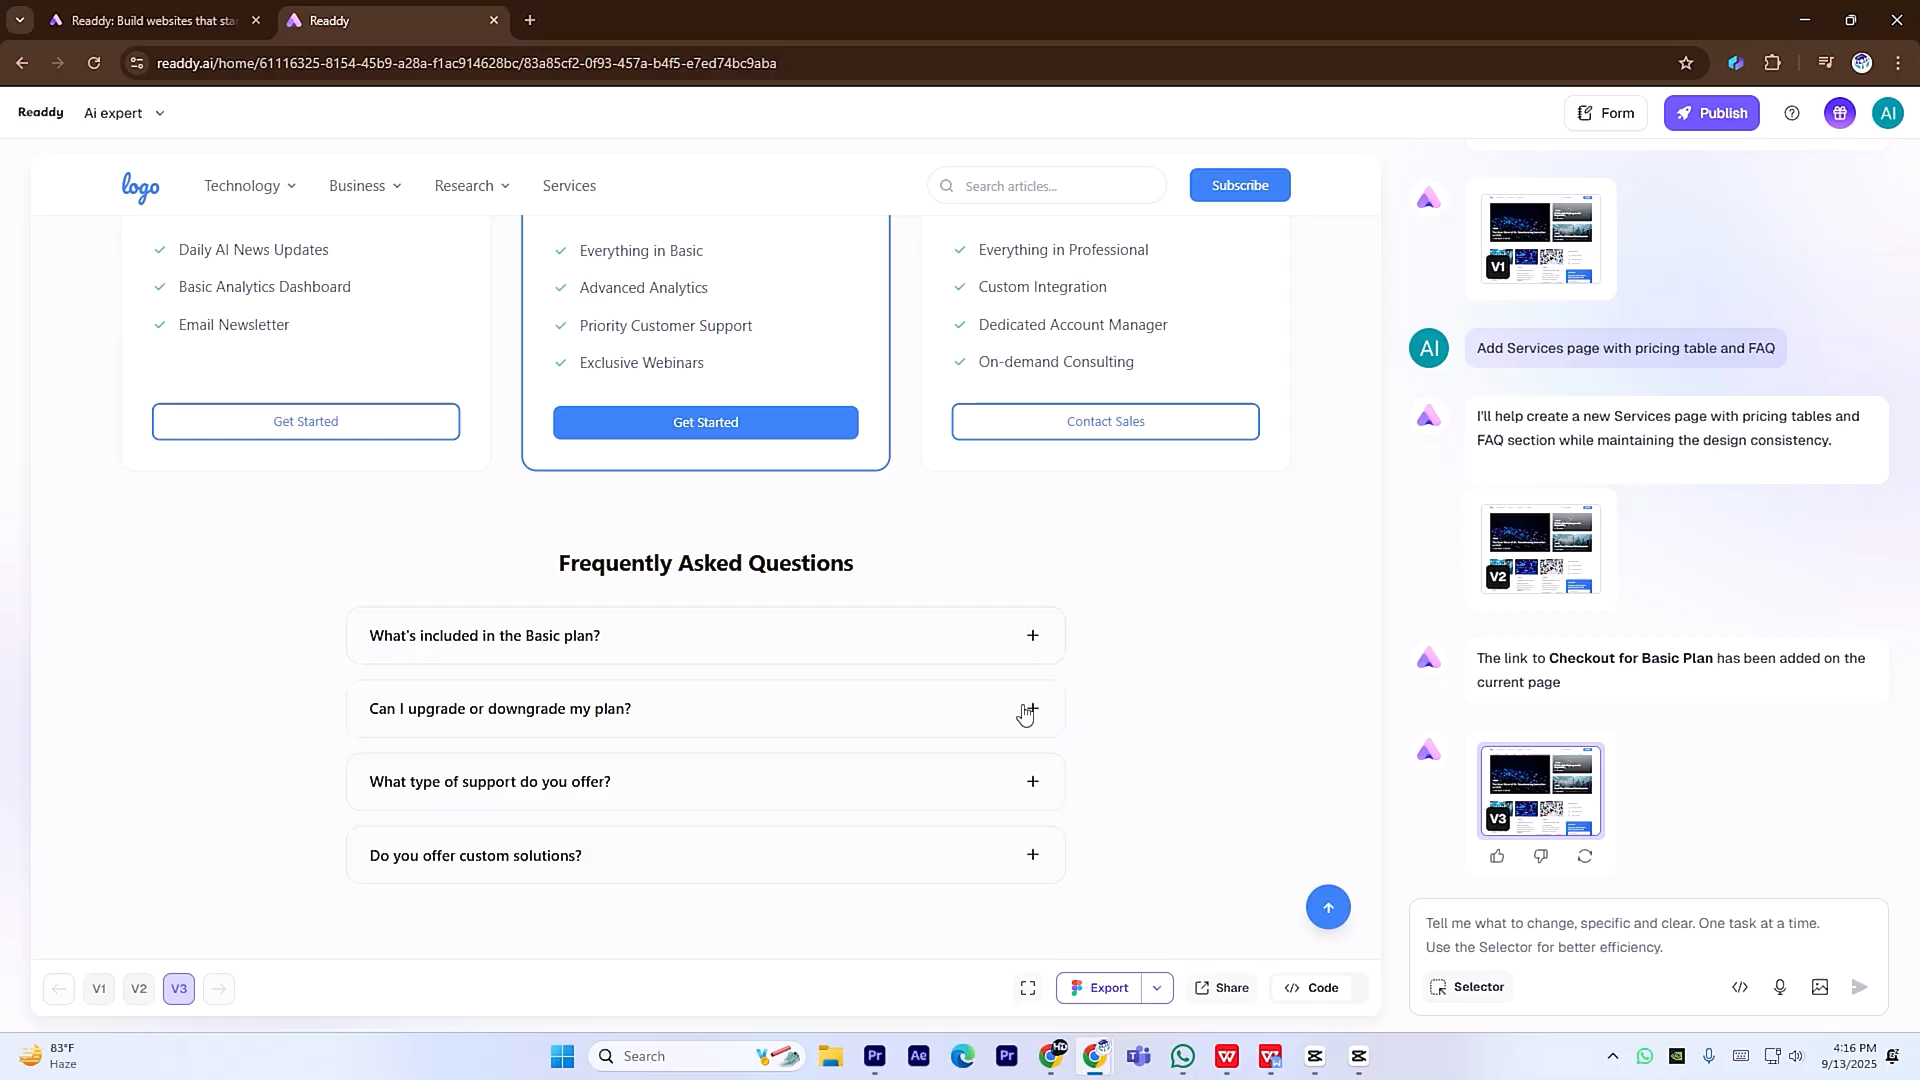 Readdy: Build websites that sta
Readdy
readdy.ai/home/61116325-8154-45b9-a28a-f1ac914628bc/83a85cf2-0f93-457a-b4f5-e7ed74bc9aba
Readdy
Ai expert
Form
Publish
AI
logo
Technology
Business
Research
Services
Search articles...
Subscribe
Daily AI News Updates
Basic Analytics Dashboard
Email Newsletter
Get Started
Everything in Basic
Advanced Analytics
Priority Customer Support
Exclusive Webinars
Get Started
Everything in Professional
Custom Integration
Dedicated Account Manager
On-demand Consulting
Contact Sales
Frequently Asked Questions
What's included in the Basic plan?
Can I upgrade or downgrade my plan?
What type of support do you offer?
Do you offer custom solutions?
V1
V2
V3
Export
Share
Code
V1
AI
Add Services page with pricing table and FAQ
I'll help create a new Services page with pricing tables and
FAQ section while maintaining the design consistency.
V2
The link to Checkout for Basic Plan has been added on the
current page
V3
Tell me what to change, specific and clear. One task at a time.
Use the Selector for better efficiency.
Selector
83°F
Haze
Search
Pr
Ae
Pr
HD
4:16 PM
9/13/2025